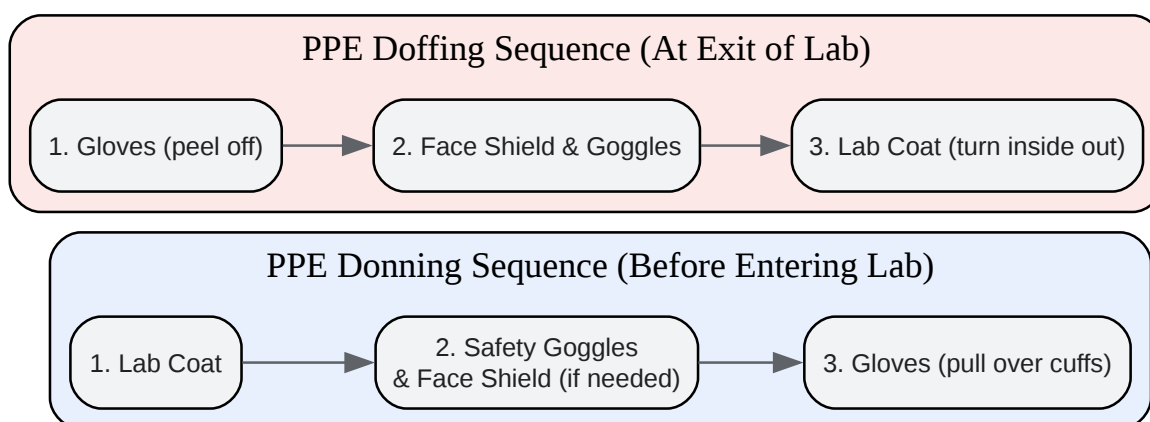 PPE Doffing Sequence (At Exit of Lab)
1. Gloves (peel off)
2. Face Shield & Goggles
3. Lab Coat (turn inside out)
PPE Donning Sequence (Before Entering Lab)
1. Lab Coat
2. Safety Goggles
& Face Shield (if needed)
3. Gloves (pull over cuffs)